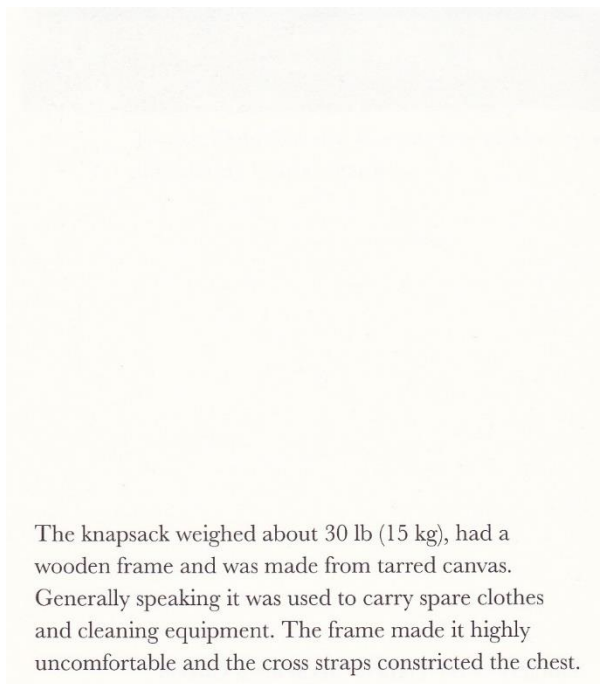 The knapsack weighed about 30 lb (15 kg), had a
wooden frame and was made from tarred canvas.
Generally speaking it was used to carry spare clothes
and cleaning equipment. The frame made it highly
uncomfortable and the cross straps constricted the chest.